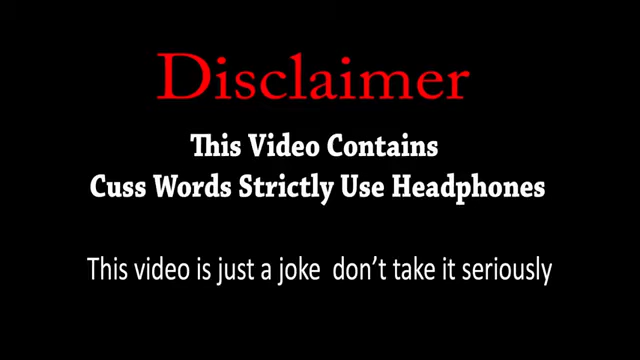 Disclaimer
This Video Contains
Cuss Words Strictly Use Headphones
This video is just a joke  don't take it seriously